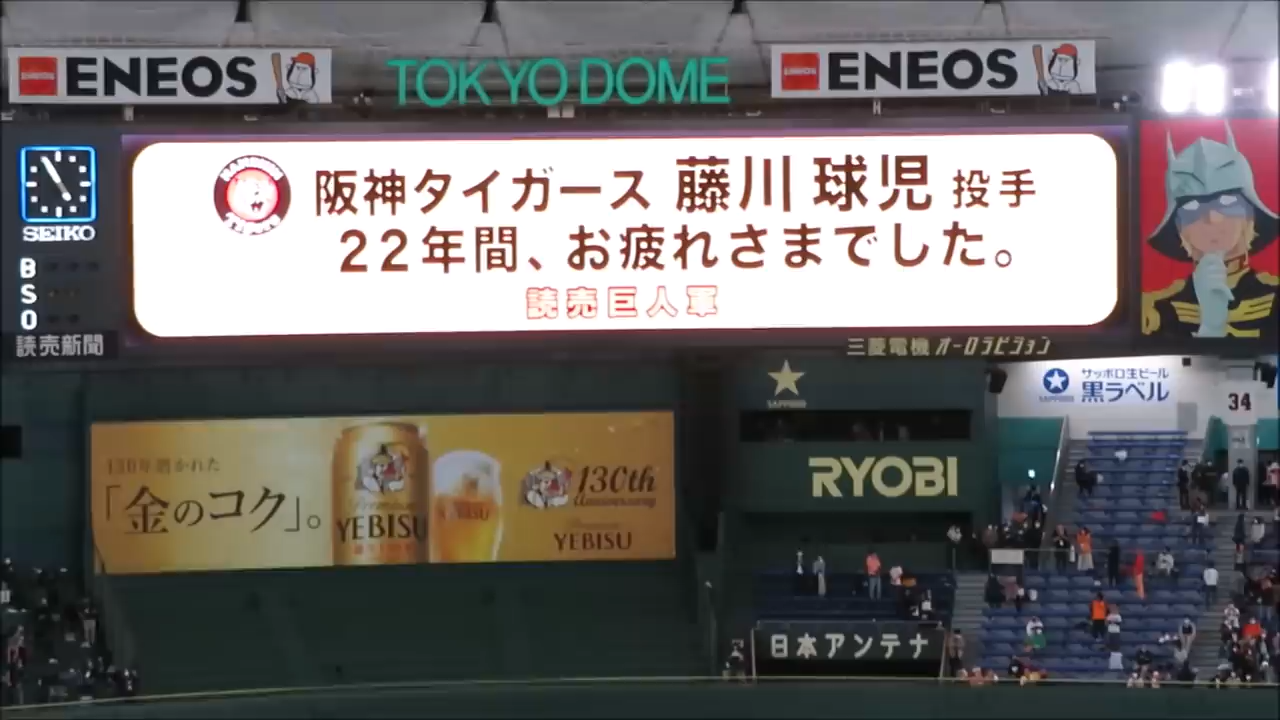 ENEOS
TOKYO DOME
ENEOS
阪神タイガース 藤川 球児 投手
22年間、お疲れさまでした。
読売巨人軍
SEIKO
B
S
O
読売新聞
三菱電機 オーロラビジョン
SAPPORO
サッポロ生ビール
黒ラベル
34
130年磨かれた
「金のコク」。
YEBISU
130th
Anniversary
YEBISU
RYOBI
日本アンテナ